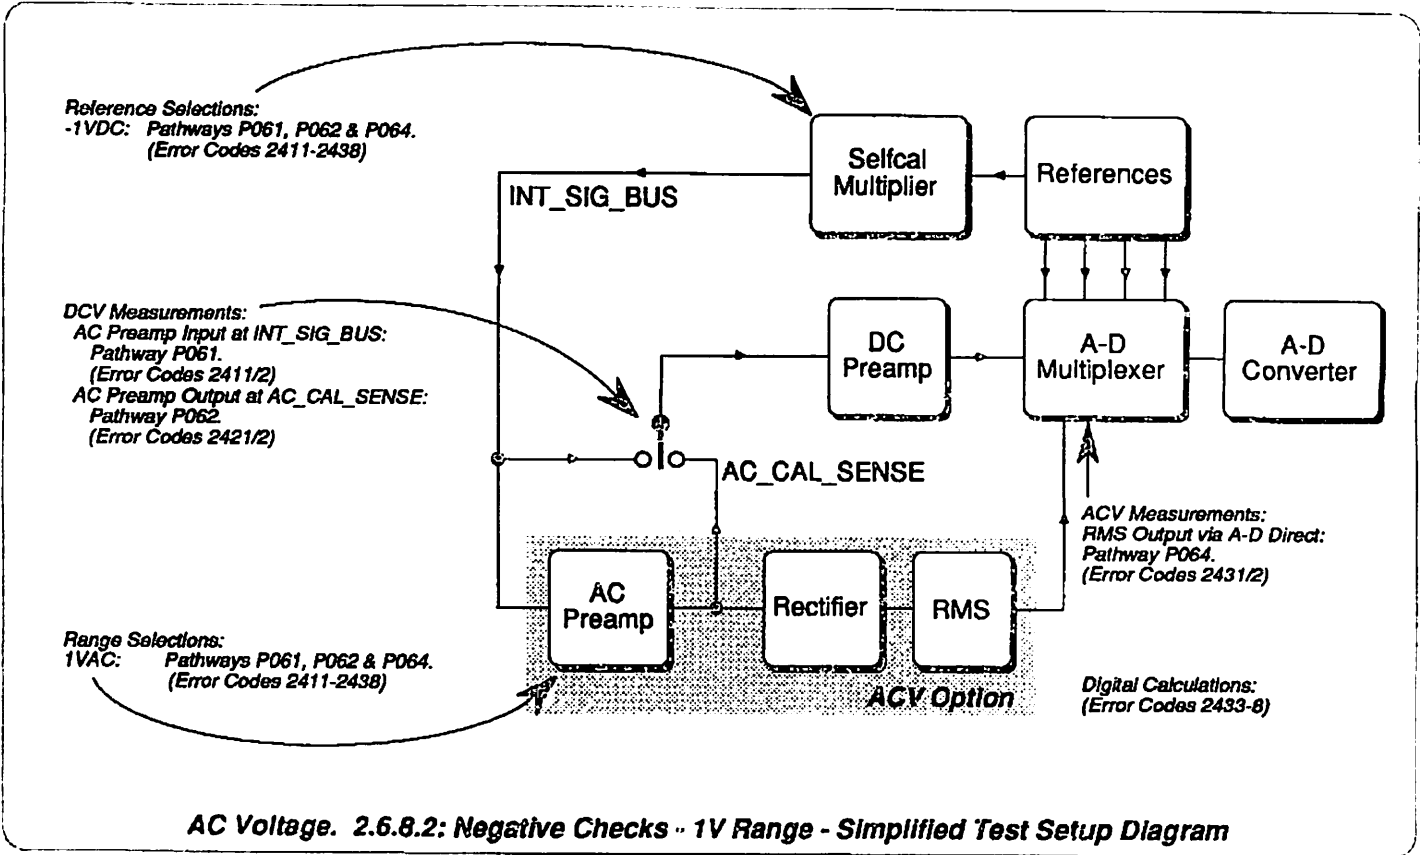 Reference Selections:
-1VDC: Pathways P061, P062 & P064.
(Error Codes 2411-2438)
Selfcal
Multiplier
References
INT_SIG_BUS
DCV Measurements:
AC Preamp Input at INT_SIG_BUS:
Pathway P061.
(Error Codes 2411/2)
AC Preamp Output at AC_CAL_SENSE:
Pathway P062.
(Error Codes 2421/2)
DC
Preamp
A-D
Multiplexer
A-D
Converter
AC_CAL_SENSE
ACV Measurements:
RMS Output via A-D Direct:
Pathway P064.
(Error Codes 2431/2)
AC
Preamp
Rectifier
RMS
Range Selections:
1VAC: Pathways P061, P062 & P064.
(Error Codes 2411-2438)
ACV Option
Digital Calculations:
(Error Codes 2433-8)
AC Voltage. 2.6.8.2: Negative Checks - 1V Range - Simplified Test Setup Diagram